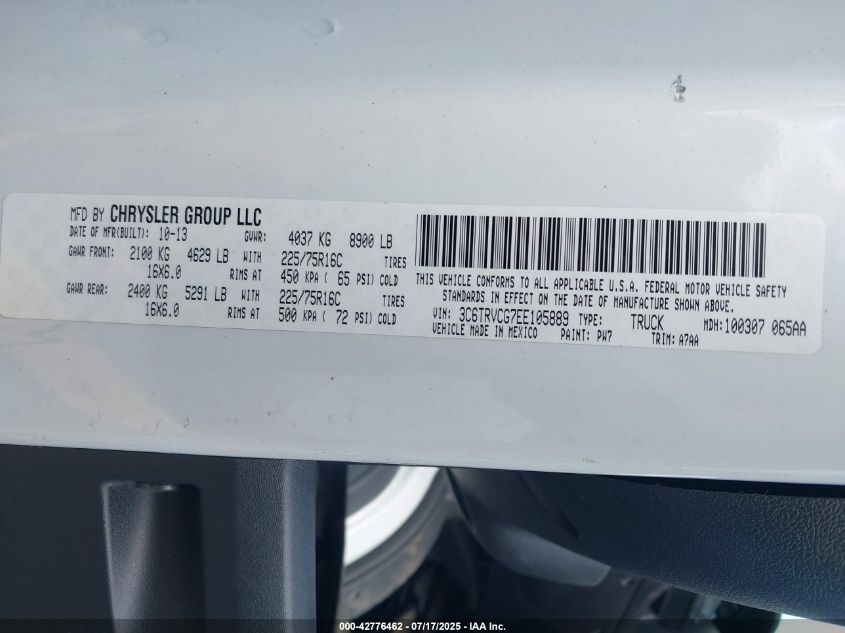 MFD BY CHRYSLER GROUP LLC
DATE OF MFR(BUILT): 10-13 GVWR: 4037 KG 8900 LB
GAWR FRONT: 2100 KG 4629 LB WITH 225/75R16C TIRES
16X6.0 RIMS AT 450 KPA ( 65 PSI) COLD
GAWR REAR: 2400 KG 5291 LB WITH 225/75R16C TIRES
16X6.0 RIMS AT 500 KPA ( 72 PSI) COLD
THIS VEHICLE CONFORMS TO ALL APPLICABLE U.S.A. FEDERAL MOTOR VEHICLE SAFETY
STANDARDS IN EFFECT ON THE DATE OF MANUFACTURE SHOWN ABOVE.
VIN: 3C6TRVCG7EE105889 TYPE: TRUCK MDH: 100307 065AA
VEHICLE MADE IN MEXICO PAINT: PW7 TRIM: A7AA
000-42776462 - 07/17/2025 - IAA Inc.